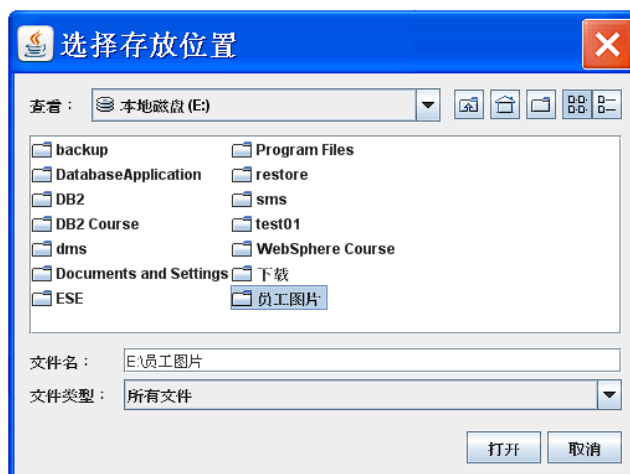 选择存放位置
查看： 本地磁盘 (E:)
backup Program Files
DatabaseApplication restore
DB2 sms
DB2 Course test01
dms WebSphere Course
Documents and Settings 下载
ESE 员工图片
文件名： E:\员工图片
文件类型： 所有文件
打开 取消